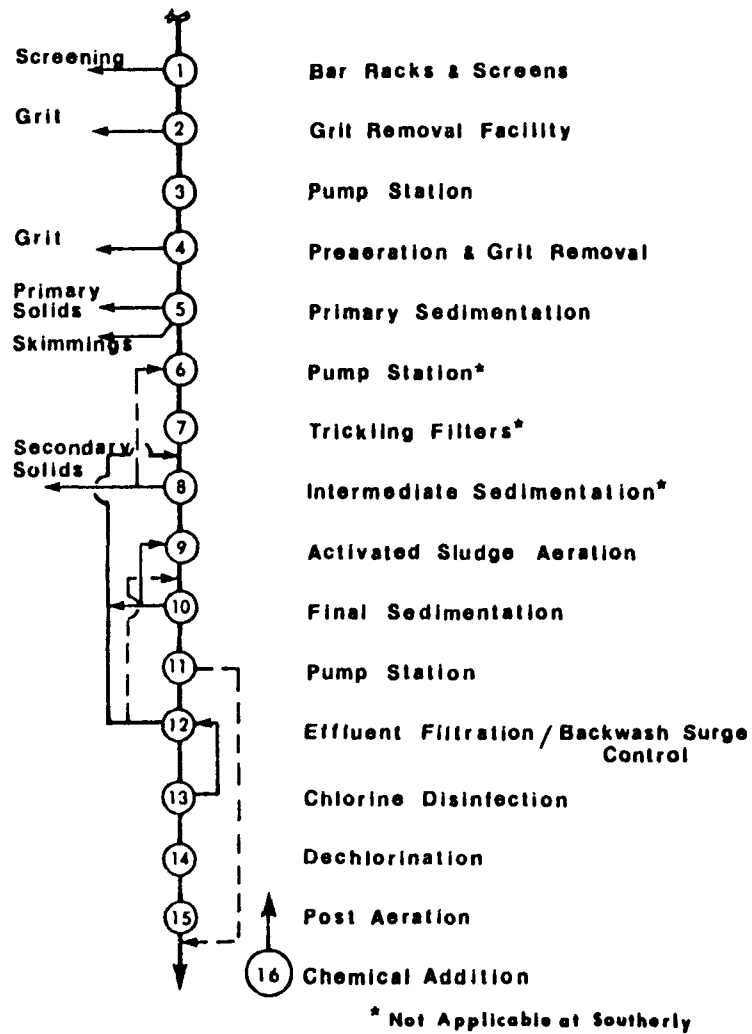 Screening
1
Bar Racks & Screens
Grit
2
Grit Removal Facility
3
Pump Station
Grit
4
Preaeration & Grit Removal
Primary
Solids
5
Primary Sedimentation
Skimmings
6
Pump Station*
7
Trickling Filters*
Secondary
Solids
8
Intermediate Sedimentation*
9
Activated Sludge Aeration
10
Final Sedimentation
11
Pump Station
12
Effluent Filtration / Backwash Surge
Control
13
Chlorine Disinfection
14
Dechlorination
15
Post Aeration
16
Chemical Addition
* Not Applicable at Southerly